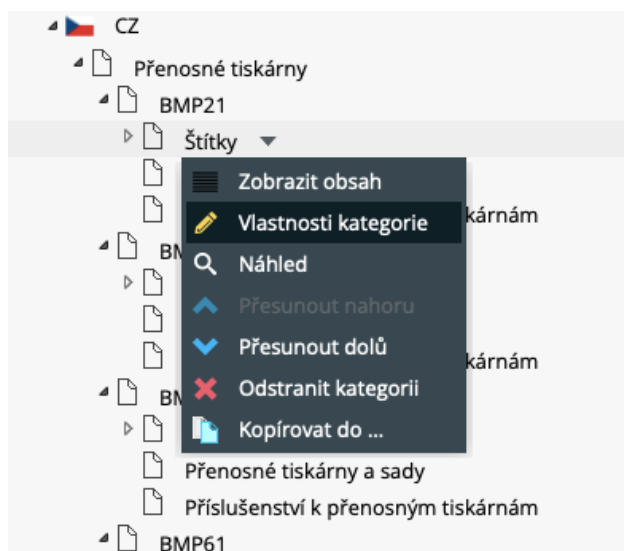 CZ
Přenosné tiskárny
BMP21
Štítky
Zobrazit obsah
Vlastnosti kategorie
kárnám
Náhled
Přesunout nahoru
Přesunout dolů
kárnám
Odstranit kategorii
Kopírovat do ...
Přenosné tiskárny a sady
Příslušenství k přenosným tiskárnám
BMP61